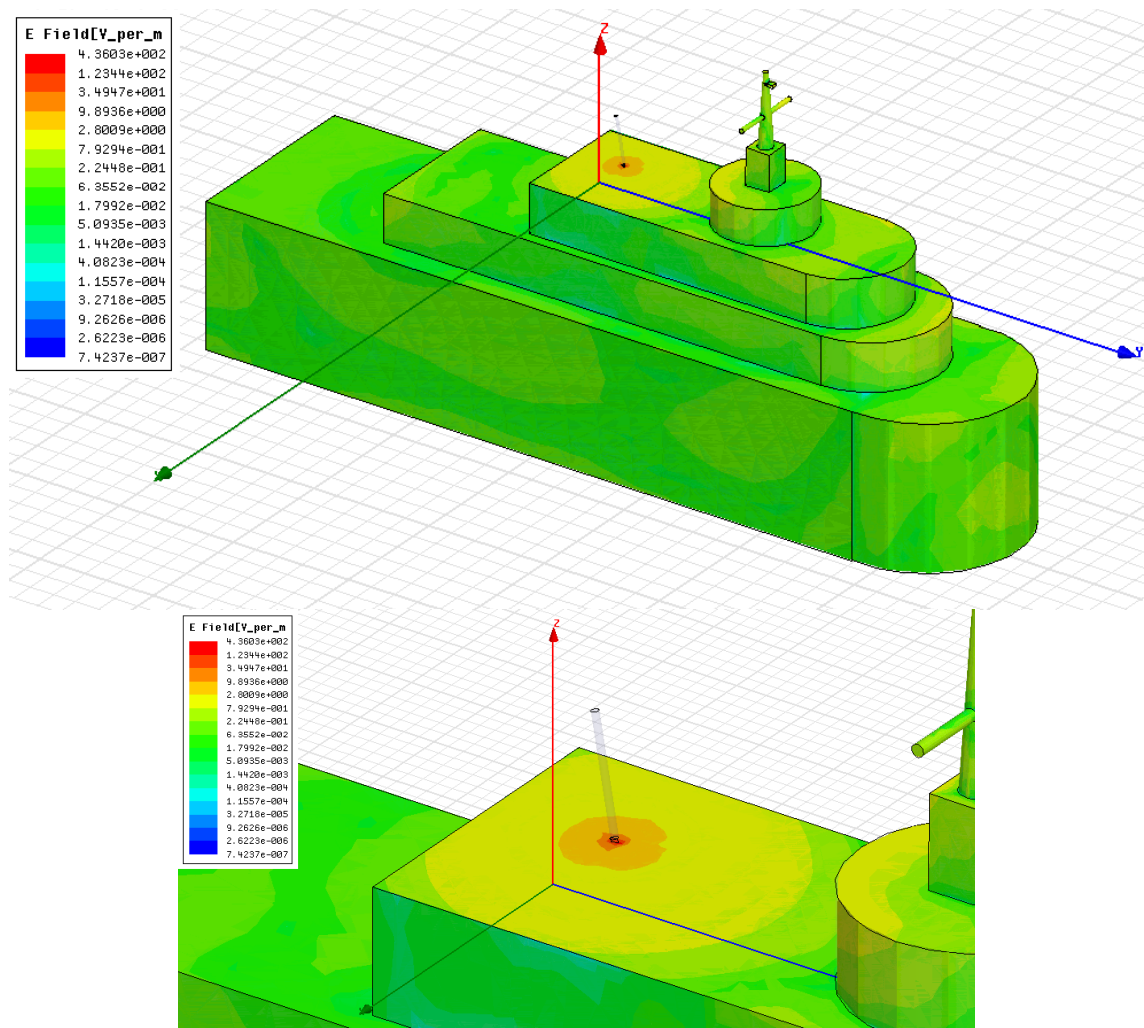 E Field[V_per_m
4.3603e+002
1.2344e+002
3.4947e+001
9.8936e+000
2.8009e+000
7.9294e-001
2.2448e-001
6.3552e-002
1.7992e-002
5.0935e-003
1.4420e-003
4.0823e-004
1.1557e-004
3.2718e-005
9.2626e-006
2.6223e-006
7.4237e-007
Z
Y
E Field[V_per_m
4.3603e+002
1.2344e+002
3.4947e+001
9.8936e+000
2.8009e+000
7.9294e-001
2.2448e-001
6.3552e-002
1.7992e-002
5.0935e-003
1.4420e-003
4.0823e-004
1.1557e-004
3.2718e-005
9.2626e-006
2.6223e-006
7.4237e-007
Z